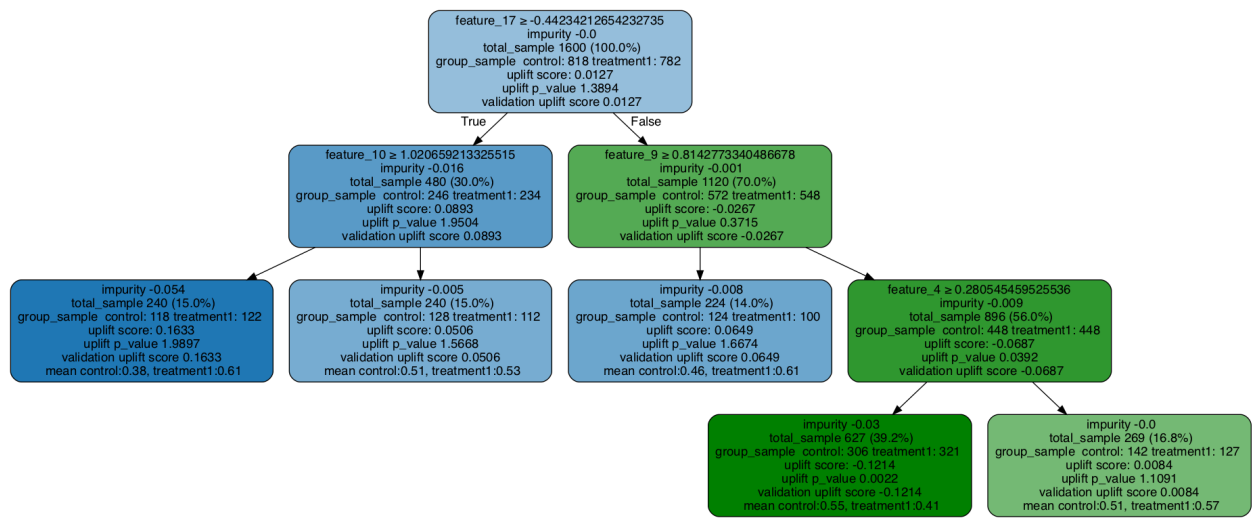 feature_17 ≥ -0.44234212654232735
impurity -0.0
total_sample 1600 (100.0%)
group_sample  control: 818 treatment1: 782
uplift score: 0.0127
uplift p_value 1.3894
validation uplift score 0.0127
True
False
feature_10 ≥ 1.020659213325515
impurity -0.016
total_sample 480 (30.0%)
group_sample  control: 246 treatment1: 234
uplift score: 0.0893
uplift p_value 1.9504
validation uplift score 0.0893
feature_9 ≥ 0.8142773340486678
impurity -0.001
total_sample 1120 (70.0%)
group_sample  control: 572 treatment1: 548
uplift score: -0.0267
uplift p_value 0.3715
validation uplift score -0.0267
impurity -0.054
total_sample 240 (15.0%)
group_sample  control: 118 treatment1: 122
uplift score: 0.1633
uplift p_value 1.9897
validation uplift score 0.1633
mean control:0.38, treatment1:0.61
impurity -0.005
total_sample 240 (15.0%)
group_sample  control: 128 treatment1: 112
uplift score: 0.0506
uplift p_value 1.5668
validation uplift score 0.0506
mean control:0.51, treatment1:0.53
impurity -0.008
total_sample 224 (14.0%)
group_sample  control: 124 treatment1: 100
uplift score: 0.0649
uplift p_value 1.6674
validation uplift score 0.0649
mean control:0.46, treatment1:0.61
feature_4 ≥ 0.280545459525536
impurity -0.009
total_sample 896 (56.0%)
group_sample  control: 448 treatment1: 448
uplift score: -0.0687
uplift p_value 0.0392
validation uplift score -0.0687
impurity -0.03
total_sample 627 (39.2%)
group_sample  control: 306 treatment1: 321
uplift score: -0.1214
uplift p_value 0.0022
validation uplift score -0.1214
mean control:0.55, treatment1:0.41
impurity -0.0
total_sample 269 (16.8%)
group_sample  control: 142 treatment1: 127
uplift score: 0.0084
uplift p_value 1.1091
validation uplift score 0.0084
mean control:0.51, treatment1:0.57